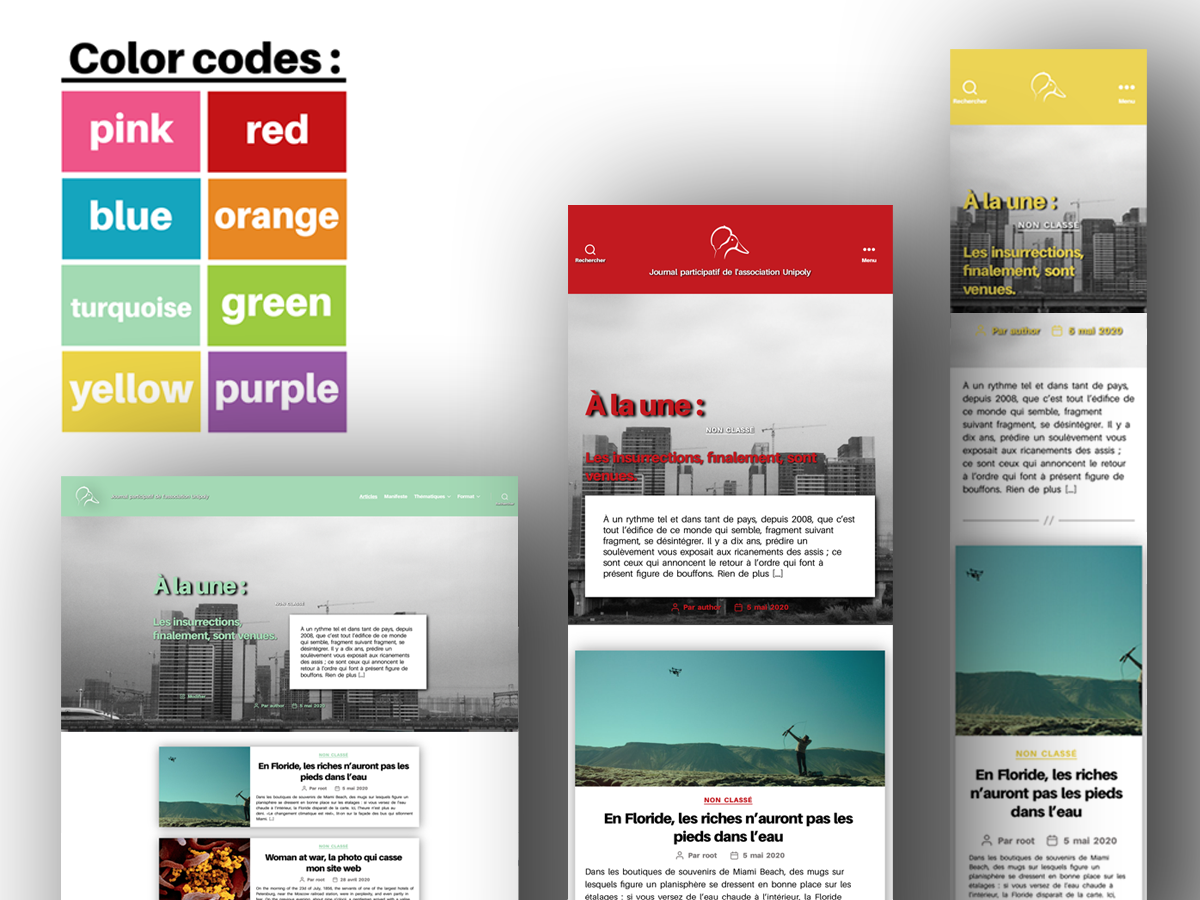 Color codes :
pink
red
blue
orange
turquoise
green
yellow
purple
Journal participatif de l'association Unipoly
Articles Manifeste Thématiques Format
À la une :
NON CLASSÉ
Les insurrections,
finalement, sont venues.
À un rythme tel et dans tant de pays, depuis
2008, que c'est tout l'édifice de ce monde
qui semble, fragment suivant fragment, se
désintégrer. Il y a dix ans, prédire un
soulèvement vous exposait aux ricanements
des assis ; ce sont ceux qui annoncent le
retour à l'ordre qui font à présent figure de
bouffons. Rien de plus [...]
Modifier
Par author 5 mai 2020
NON CLASSÉ
En Floride, les riches n'auront pas les
pieds dans l'eau
Par root 5 mai 2020
Dans les boutiques de souvenirs de Miami Beach, des mugs sur lesquels figure un
planisphère se dressent en bonne place sur les étalages : si vous versez de l'eau
chaude à l'intérieur, la Floride disparaît de la carte. Ici, l'heure n'est plus au
Miami. [...]
NON CLASSÉ
Woman at war, la photo qui casse
mon site web
Par root 28 avril 2020
On the morning of the 23d of July, 1856, the servants of one of the largest hotels of
Rechercher
Journal participatif de l'association Unipoly
Menu
À la une :
NON CLASSÉ
Les insurrections, finalement, sont
venues.
À un rythme tel et dans tant de pays, depuis 2008, que c'est
tout l'édifice de ce monde qui semble, fragment suivant
fragment, se désintégrer. Il y a dix ans, prédire un
soulèvement vous exposait aux ricanements des assis ; ce
sont ceux qui annoncent le retour à l'ordre qui font à
présent figure de bouffons. Rien de plus [...]
Par author 5 mai 2020
NON CLASSÉ
En Floride, les riches n'auront pas les
pieds dans l'eau
Par root 5 mai 2020
Dans les boutiques de souvenirs de Miami Beach, des mugs sur
lesquels figure un planisphère se dressent en bonne place sur les
étalages : si vous versez de l'eau chaude à l'intérieur, la Floride
Rechercher
Menu
À la une :
NON CLASSÉ
Les insurrections,
finalement, sont
venues.
Par author 5 mai 2020
À un rythme tel et dans tant de pays,
depuis 2008, que c'est tout l'édifice de
ce monde qui semble, fragment
suivant fragment, se désintégrer. Il y a
dix ans, prédire un soulèvement vous
exposait aux ricanements des assis ;
ce sont ceux qui annoncent le retour
à l'ordre qui font à présent figure de
bouffons. Rien de plus [...]
NON CLASSÉ
En Floride, les riches
n'auront pas les pieds
dans l'eau
Par root 5 mai 2020
Dans les boutiques de souvenirs de Miami
Beach, des mugs sur lesquels figure un
planisphère se dressent en bonne place sur les
étalages : si vous versez de l'eau chaude à
l'intérieur, la Floride disparaît de la carte. Ici,